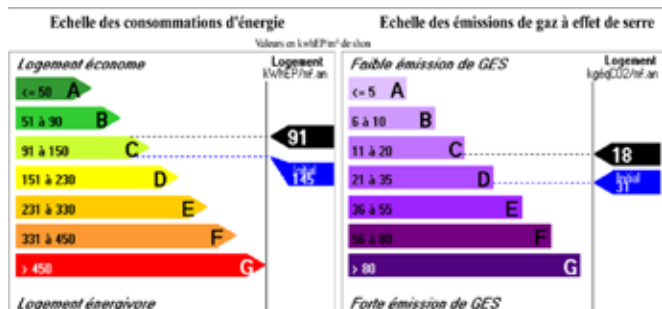 Echelle des consommations d'énergie
Echelle des émissions de gaz à effet de serre
Valeurs en kwhEP/m² de shon
Logement économe
Logement
kWhEP/m².an
<= 50 A
51 à 90 B
91 à 150 C
151 à 230 D
231 à 330 E
331 à 450 F
> 450 G
91
Initial
145
Logement énergivore
Faible émission de GES
Logement
kgéqCO2/m².an
<= 5 A
6 à 10 B
11 à 20 C
21 à 35 D
36 à 55 E
56 à 80 F
> 80 G
18
Initial
31
Forte émission de GES